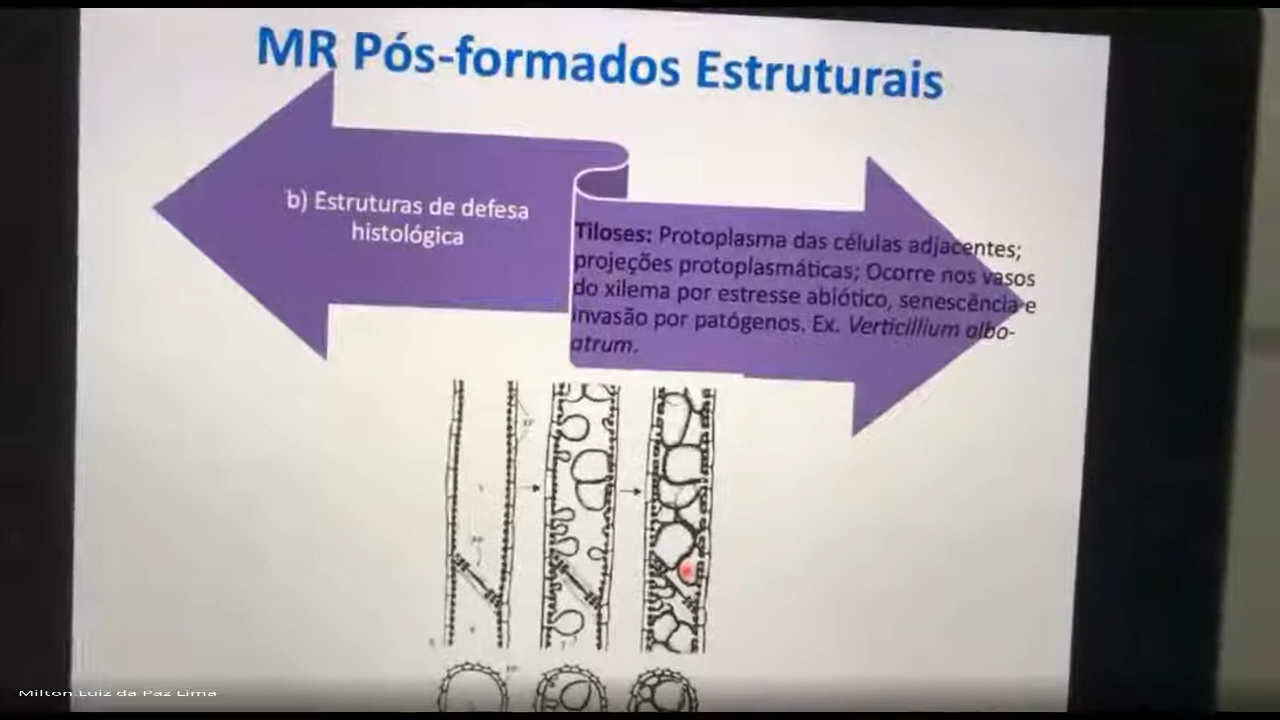 MR Pós-formados Estruturais
b) Estruturas de defesa
histológica
Tiloses: Protoplasma das células adjacentes;
projeções protoplasmáticas; Ocorre nos vasos
do xilema por estresse abiótico, senescência e
invasão por patógenos. Ex. Verticillium albo-
atrum.
Milton Luiz da Paz Lima